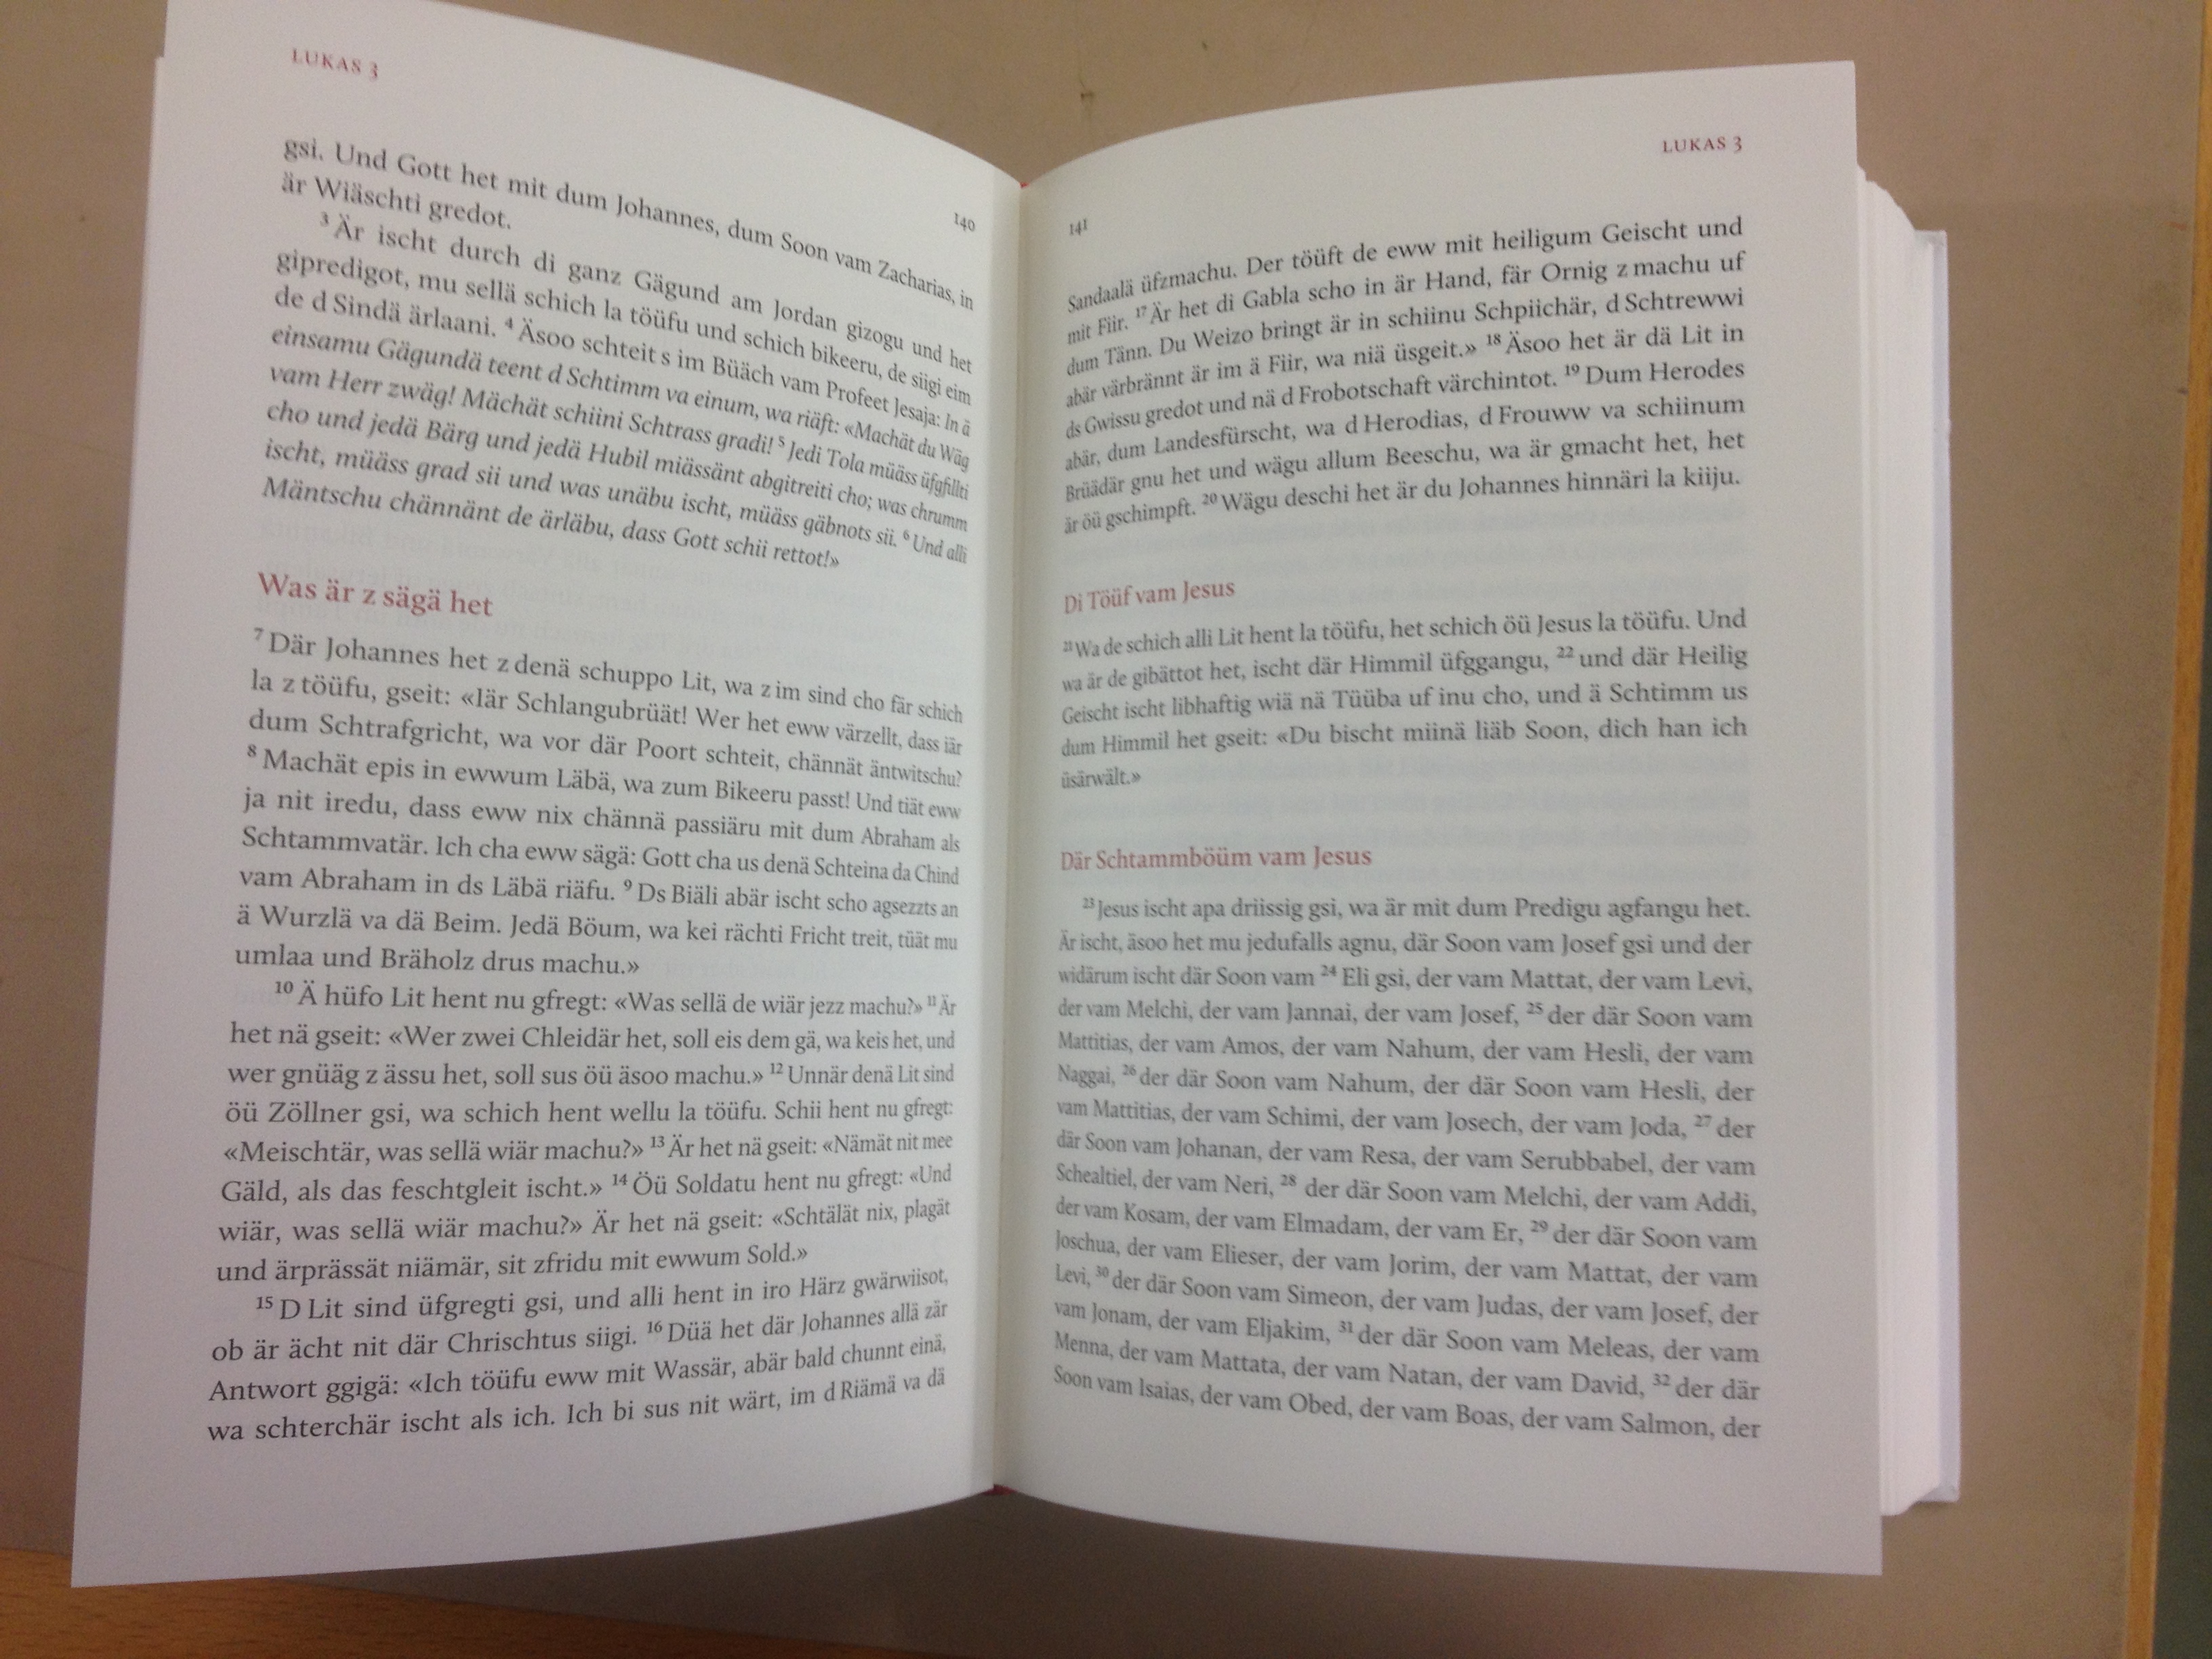 LUKAS 3
140
gsi. Und Gott het mit dum Johannes, dum Soon vam Zacharias, in
är Wiäschti gredot.
3 Är ischt durch di ganz Gägund am Jordan gizogu und het
gipredigot, mu sellä schich la töüfu und schich bikeeru, de siigi eim
de d Sindä ärlaani. 4 Äsoo schteit s im Büäch vam Profeet Jesaja: In ä
einsamu Gägundä teent d Schtimm va einum, wa riäft: «Machät du Wäg
vam Herr zwäg! Mächät schiini Schtrass gradi! 5 Jedi Tola müäss üfgfillti
cho und jedä Bärg und jedä Hubil miässänt abgitreiti cho; was chrumm
ischt, müäss grad sii und was unäbu ischt, müäss gäbnots sii. 6 Und alli
Mäntschu chännänt de ärläbu, dass Gott schii rettot!»
Was är z sägä het
7 Där Johannes het z denä schuppo Lit, wa z im sind cho fär schich
la z töüfu, gseit: «Iär Schlangubrüät! Wer het eww värzellt, dass iär
dum Schtrafgricht, wa vor där Poort schteit, chännät äntwitschu?
8 Machät epis in ewwum Läbä, wa zum Bikeeru passt! Und tiät eww
ja nit iredu, dass eww nix chännä passiäru mit dum Abraham als
Schtammvatär. Ich cha eww sägä: Gott cha us denä Schteina da Chind
vam Abraham in ds Läbä riäfu. 9 Ds Biäli abär ischt scho agsezzts an
ä Wurzlä va dä Beim. Jedä Böum, wa kei rächti Fricht treit, tüät mu
umlaa und Bräholz drus machu.»
10 Ä hüfo Lit hent nu gfregt: «Was sellä de wiär jezz machu?» 11 Är
het nä gseit: «Wer zwei Chleidär het, soll eis dem gä, wa keis het, und
wer gnüäg z ässu het, soll sus öü äsoo machu.» 12 Unnär denä Lit sind
öü Zöllner gsi, wa schich hent wellu la töüfu. Schii hent nu gfregt:
«Meischtär, was sellä wiär machu?» 13 Är het nä gseit: «Nämät nit mee
Gäld, als das feschtgleit ischt.» 14 Öü Soldatu hent nu gfregt: «Und
wiär, was sellä wiär machu?» Är het nä gseit: «Schtälät nix, plagät
und ärprässät niämär, sit zfridu mit ewwum Sold.»
15 D Lit sind üfgregti gsi, und alli hent in iro Härz gwärwiisot,
ob är ächt nit där Chrischtus siigi. 16 Düä het där Johannes allä zär
Antwort ggigä: «Ich töüfu eww mit Wassär, abär bald chunnt einä,
wa schterchär ischt als ich. Ich bi sus nit wärt, im d Riämä va dä
LUKAS 3
141
Sandaalä üfzmachu. Der töüft de eww mit heiligum Geischt und
mit Fiir. 17 Är het di Gabla scho in är Hand, fär Ornig z machu uf
dum Tänn. Du Weizo bringt är in schiinu Schpiichär, d Schtrewwi
abär värbrännt är im ä Fiir, wa niä üsgeit.» 18 Äsoo het är dä Lit in
ds Gwissu gredot und nä d Frobotschaft värchintot. 19 Dum Herodes
abär, dum Landesfürscht, wa d Herodias, d Frouww va schiinum
Brüädär gnu het und wägu allum Beeschu, wa är gmacht het, het
är öü gschimpft. 20 Wägu deschi het är du Johannes hinnäri la kiiju.
Di Töüf vam Jesus
21 Wa de schich alli Lit hent la töüfu, het schich öü Jesus la töüfu. Und
wa är de gibättot het, ischt där Himmil üfggangu, 22 und där Heilig
Geischt ischt libhaftig wiä nä Tüüba uf inu cho, und ä Schtimm us
dum Himmil het gseit: «Du bischt miinä liäb Soon, dich han ich
üsärwält.»
Där Schtammböüm vam Jesus
23 Jesus ischt apa driissig gsi, wa är mit dum Predigu agfangu het.
Är ischt, äsoo het mu jedufalls agnu, där Soon vam Josef gsi und der
widärum ischt där Soon vam 24 Eli gsi, der vam Mattat, der vam Levi,
der vam Melchi, der vam Jannai, der vam Josef, 25 der där Soon vam
Mattitias, der vam Amos, der vam Nahum, der vam Hesli, der vam
Naggai, 26 der där Soon vam Nahum, der där Soon vam Hesli, der
vam Mattitias, der vam Schimi, der vam Josech, der vam Joda, 27 der
där Soon vam Johanan, der vam Resa, der vam Serubbabel, der vam
Schealtiel, der vam Neri, 28 der där Soon vam Melchi, der vam Addi,
der vam Kosam, der vam Elmadam, der vam Er, 29 der där Soon vam
Joschua, der vam Elieser, der vam Jorim, der vam Mattat, der vam
Levi, 30 der där Soon vam Simeon, der vam Judas, der vam Josef, der
vam Jonam, der vam Eljakim, 31 der där Soon vam Meleas, der vam
Menna, der vam Mattata, der vam Natan, der vam David, 32 der där
Soon vam Isaias, der vam Obed, der vam Boas, der vam Salmon, der